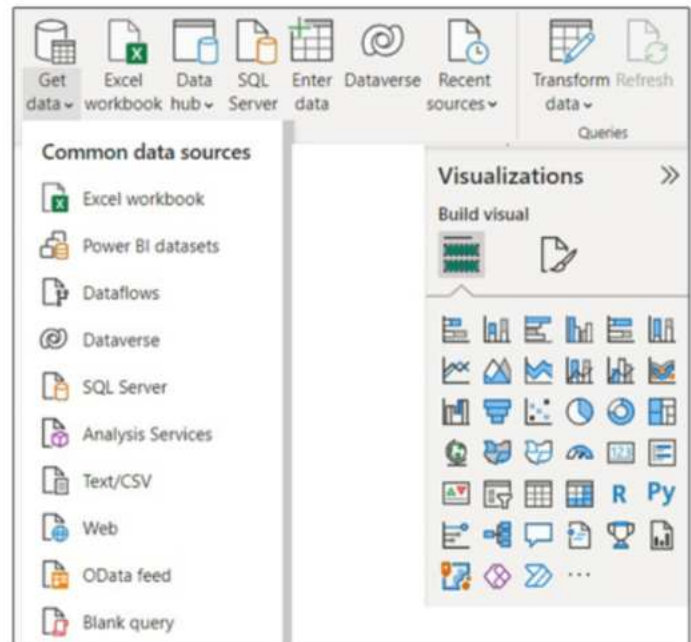 Get data
Excel workbook
Data hub
SQL Server
Enter data
Dataverse
Recent sources
Transform data
Refresh
Queries
Common data sources
Excel workbook
Power BI datasets
Dataflows
Dataverse
SQL Server
Analysis Services
Text/CSV
Web
OData feed
Blank query
Visualizations
Build visual
123
R
Py